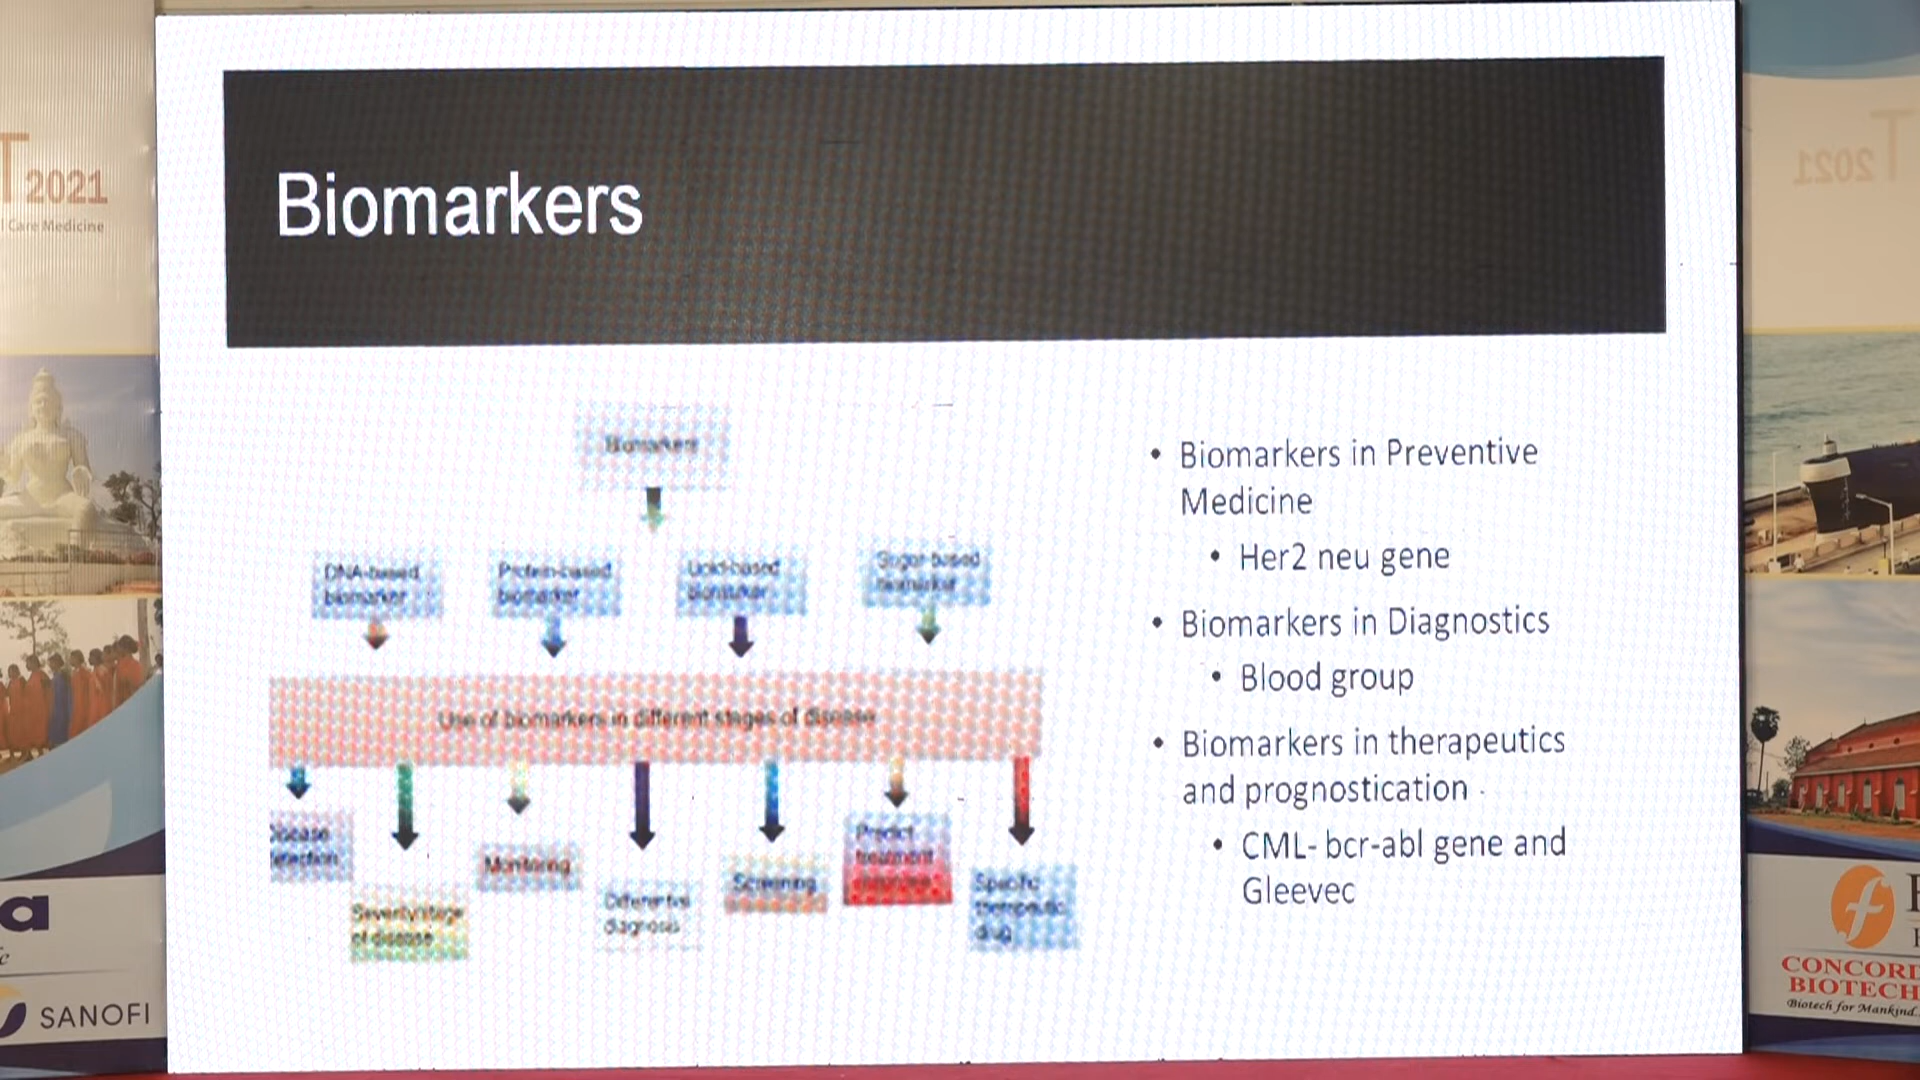 T2021
l Care Medicine
Biomarkers
Biomarkers
DNA-based
biomarker
Protein-based
biomarker
Lipid-based
biomarker
Sugar-based
biomarker
Use of biomarkers in different stages of disease
Disease
detection
Severity/stage
of disease
Monitoring
Differential
diagnosis
Screening
Predict
treatment
Specific
therapeutic
drug
• Biomarkers in Preventive
Medicine
• Her2 neu gene
• Biomarkers in Diagnostics
• Blood group
• Biomarkers in therapeutics
and prognostication
• CML- bcr-abl gene and
Gleevec
T 2021
a
c
SANOFI
CONCORD
BIOTECH
Biotech for Mankind..